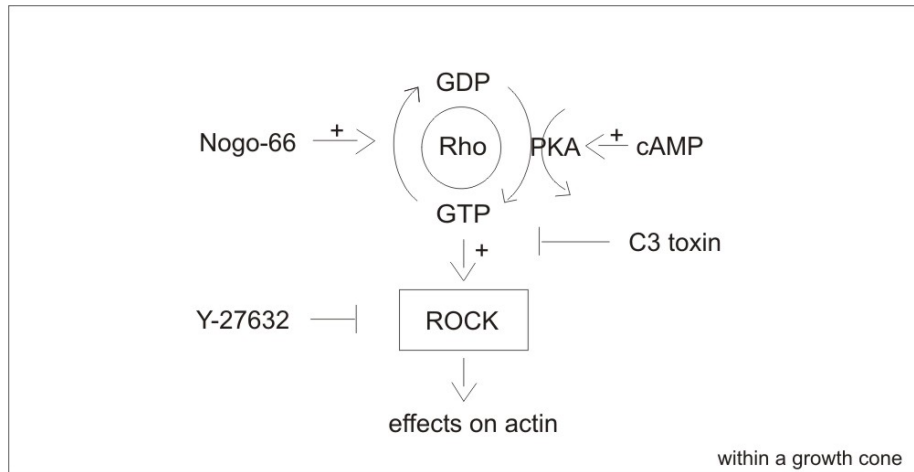 GDP
Nogo-66
+
Rho
PKA
+
cAMP
GTP
+
C3 toxin
Y-27632
ROCK
effects on actin
within a growth cone